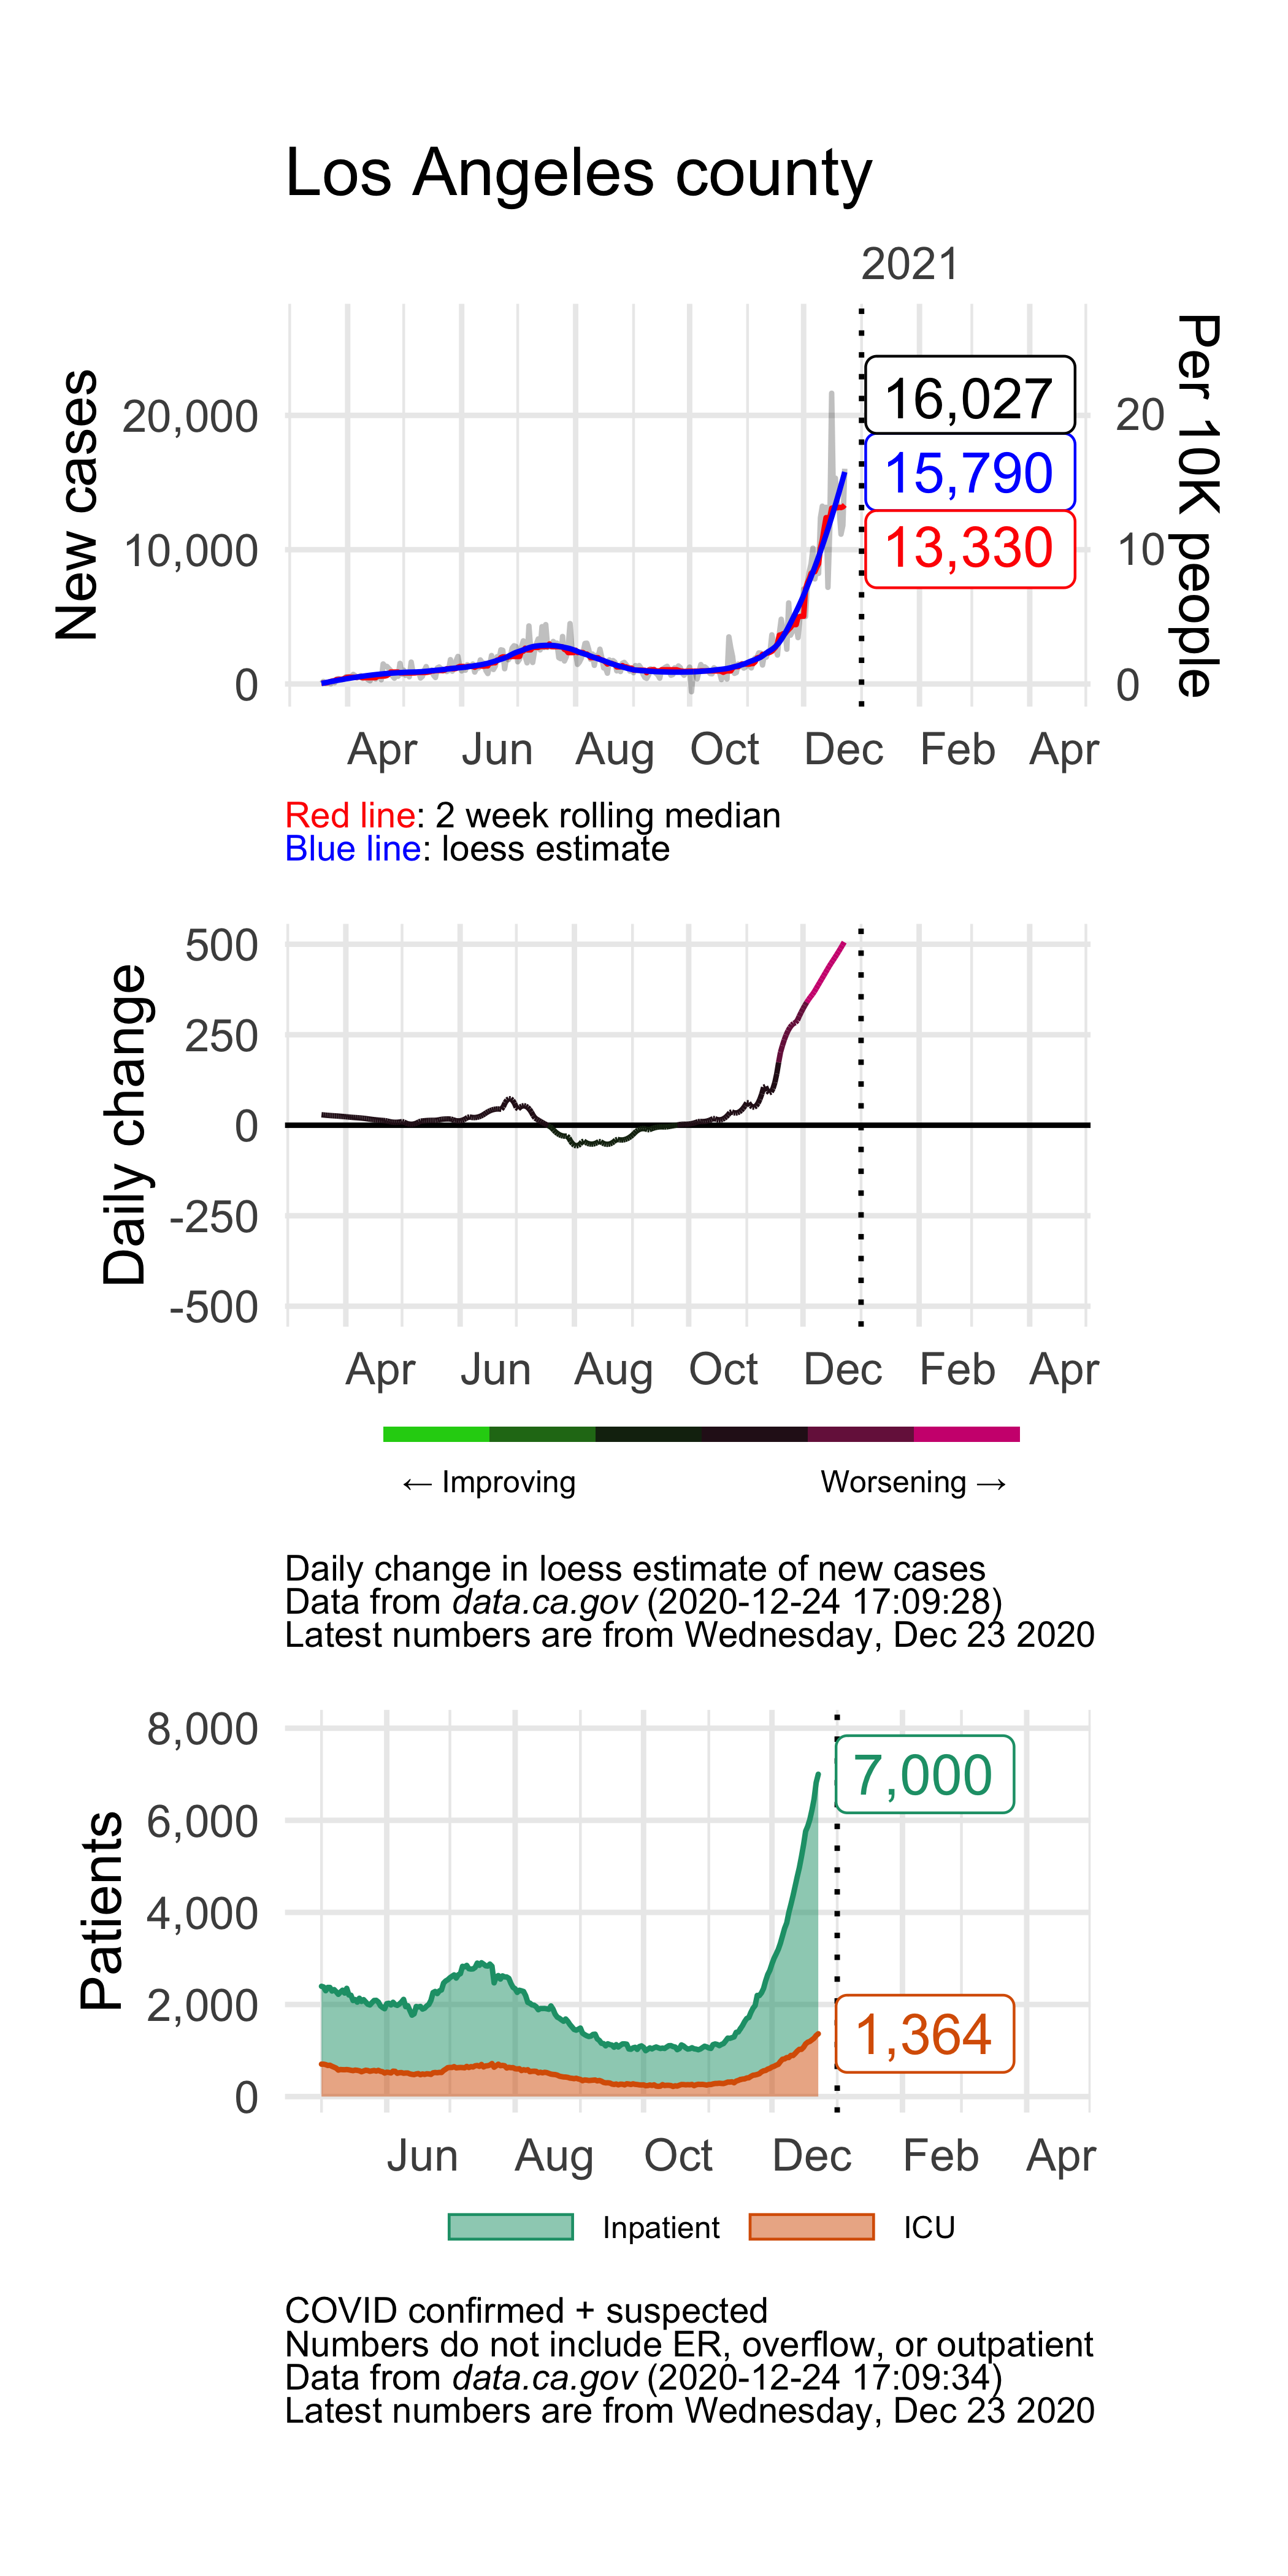 Los Angeles county
2021
New cases
Per 10K people
20,000
10,000
0
20
10
0
16,027
15,790
13,330
Apr Jun Aug Oct Dec Feb Apr
Red line: 2 week rolling median
Blue line: loess estimate
Daily change
500
250
0
-250
-500
Apr Jun Aug Oct Dec Feb Apr
← Improving Worsening →
Daily change in loess estimate of new cases
Data from data.ca.gov (2020-12-24 17:09:28)
Latest numbers are from Wednesday, Dec 23 2020
Patients
8,000
6,000
4,000
2,000
0
7,000
1,364
Jun Aug Oct Dec Feb Apr
Inpatient ICU
COVID confirmed + suspected
Numbers do not include ER, overflow, or outpatient
Data from data.ca.gov (2020-12-24 17:09:34)
Latest numbers are from Wednesday, Dec 23 2020